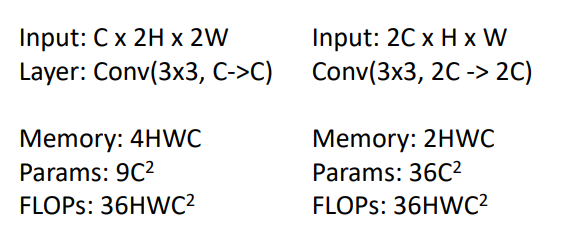 Input: C x 2H x 2W
Layer: Conv(3x3, C->C)
Memory: 4HWC
Params: 9C²
FLOPs: 36HWC²
Input: 2C x H x W
Conv(3x3, 2C -> 2C)
Memory: 2HWC
Params: 36C²
FLOPs: 36HWC²